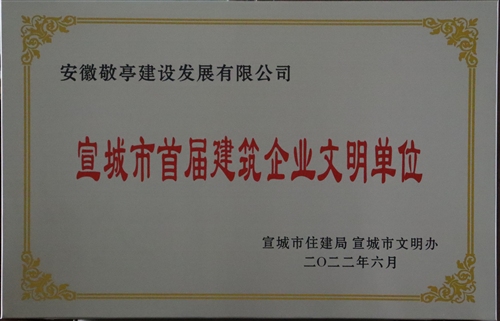 安徽敬亭建设发展有限公司
宣城市首届建筑企业文明单位
宣城市住建局 宣城市文明办
二〇二二年六月